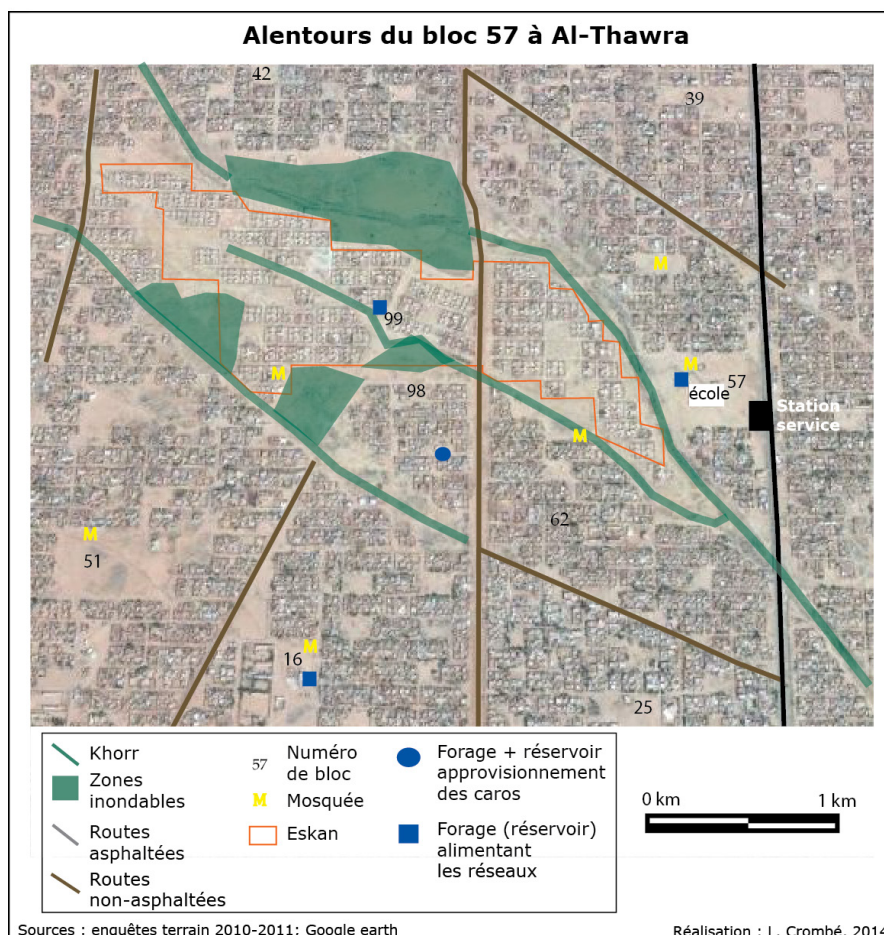 Alentours du bloc 57 à Al-Thawra
42
39
M
99
M
M
57
école
98
Station
service
M
62
M
51
M
16
25
Khorr
Zones
inondables
Routes
asphaltées
Routes
non-asphaltées
57
Numéro
de bloc
M
Mosquée
Eskan
Forage + réservoir
approvisionnement
des caros
Forage (réservoir)
alimentant
les réseaux
0 km
1 km
Sources : enquêtes terrain 2010-2011; Google earth
Réalisation : L. Crombé, 2014